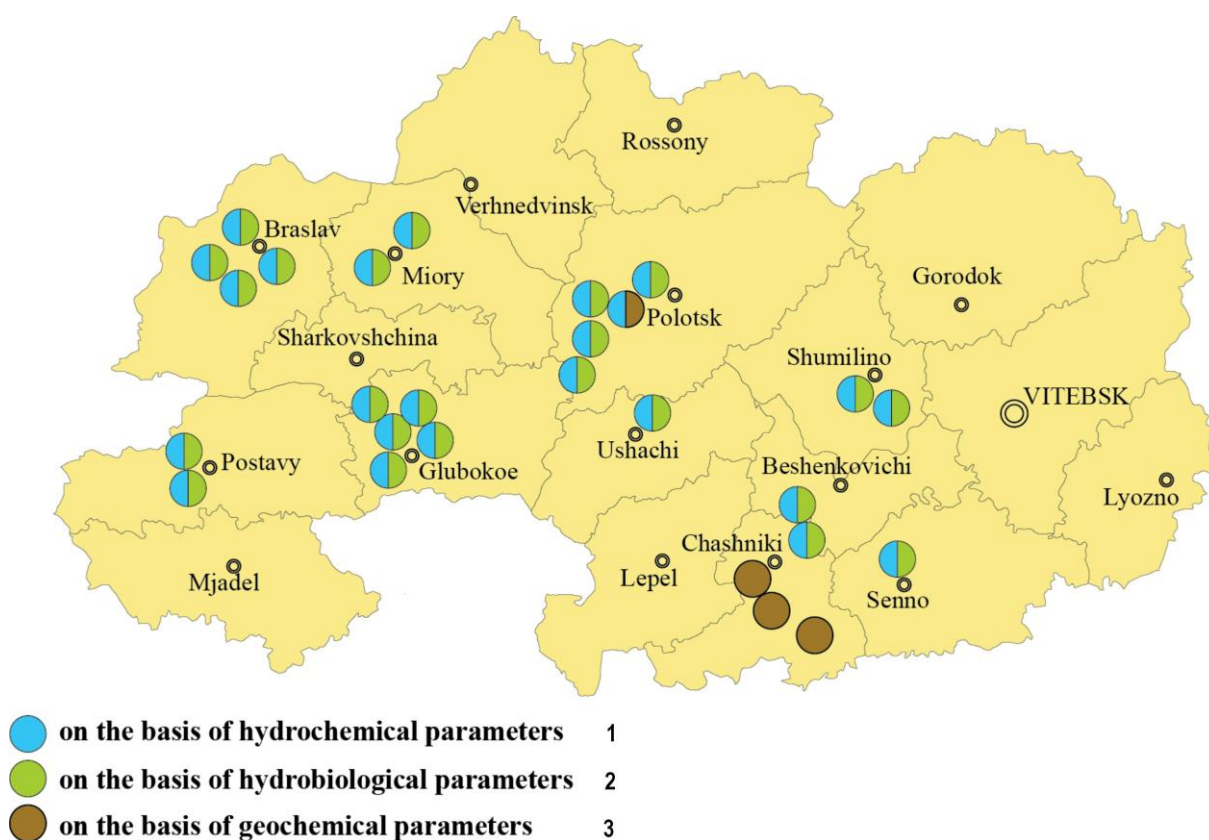 Rossony
Verhnedvinsk
Braslav
Miory
Gorodok
Polotsk
Sharkovshchina
Shumilino
VITEBSK
Ushachi
Postavy
Glubokoe
Beshenkovichi
Lyozno
Chashniki
Lepel
Mjadel
Senno
on the basis of hydrochemical parameters 1
on the basis of hydrobiological parameters 2
on the basis of geochemical parameters 3